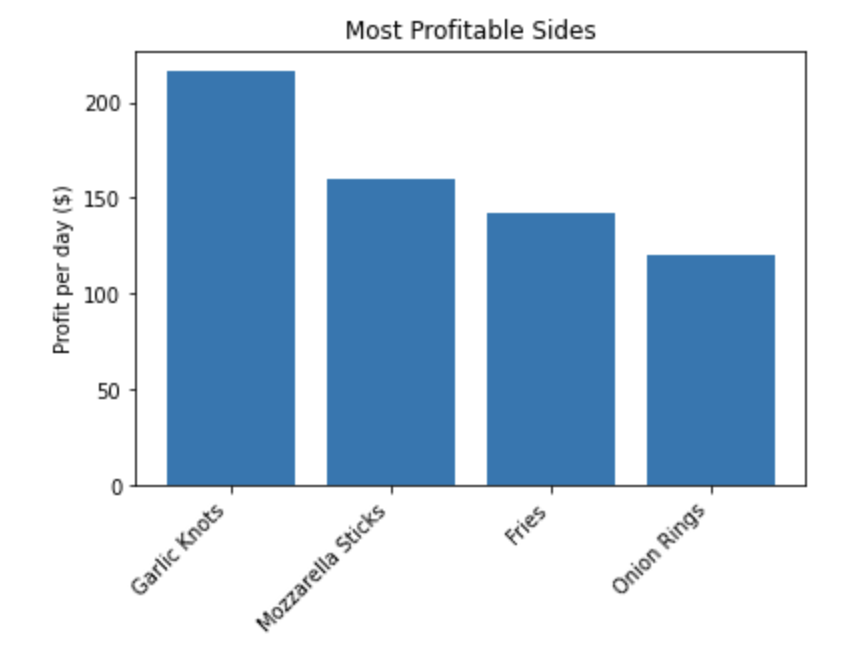 Most Profitable Sides
Profit per day ($)
200
150
100
50
0
Garlic Knots
Mozzarella Sticks
Fries
Onion Rings